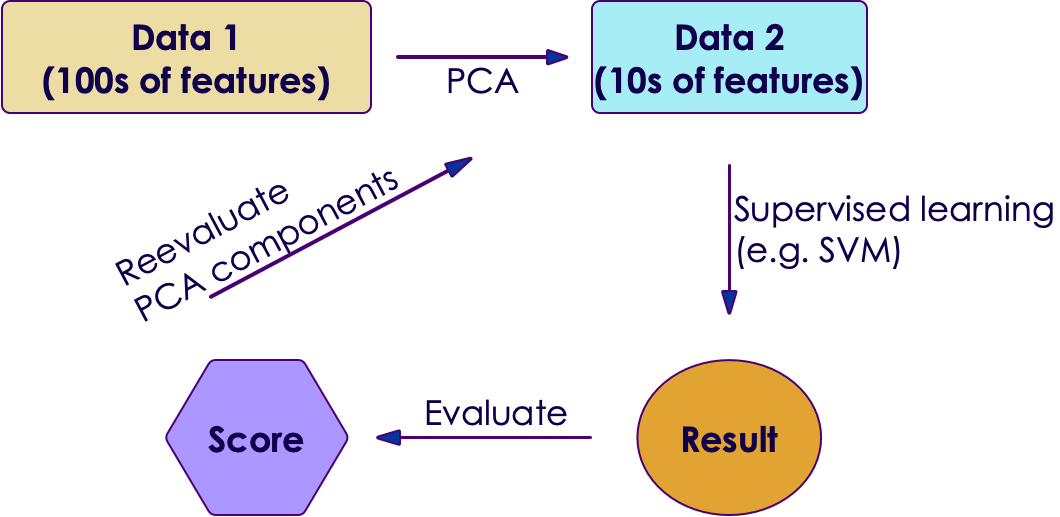 Data 1
(100s of features)
PCA
Data 2
(10s of features)
Reevaluate
PCA components
Supervised learning
(e.g. SVM)
Score
Evaluate
Result